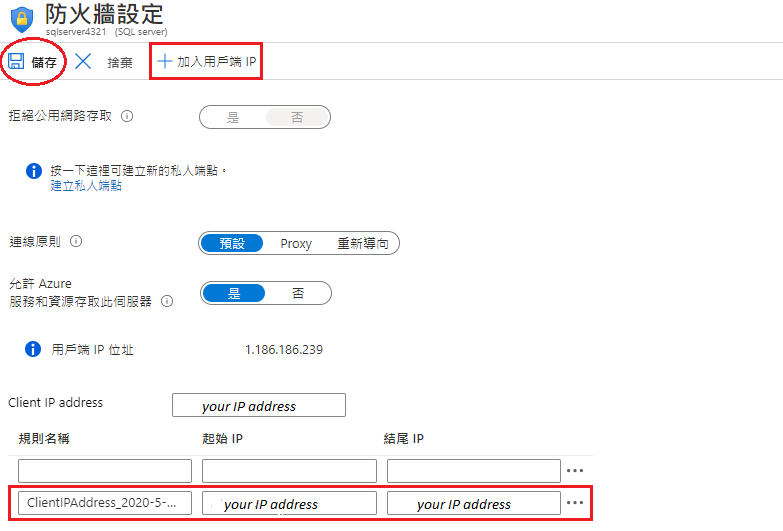 防火牆設定
sqlserver4321 (SQL server)
儲存 捨棄 加入用戶端 IP
拒絕公用網路存取 是 否
按一下這裡可建立新的私人端點。
建立私人端點
連線原則 預設 Proxy 重新導向
允許 Azure
服務和資源存取此伺服器 是 否
用戶端 IP 位址 1.186.186.239
Client IP address your IP address
規則名稱 起始 IP 結尾 IP
ClientIPAddress_2020-5-... your IP address your IP address